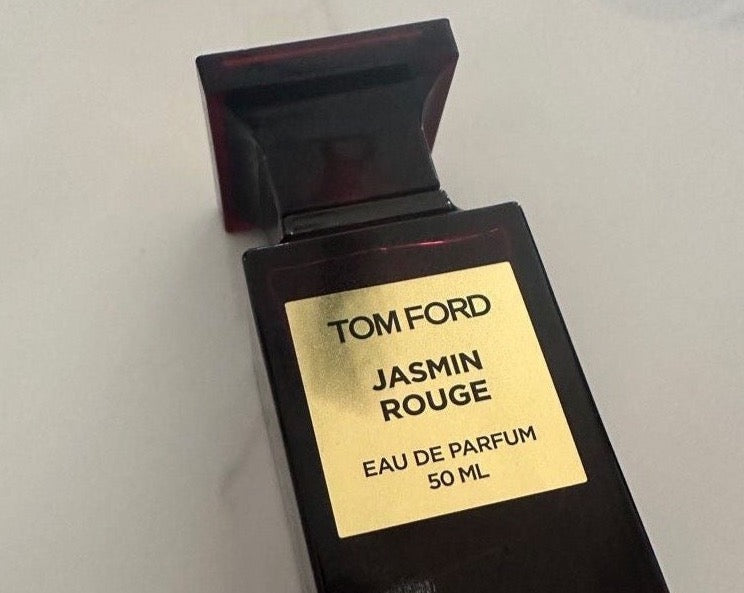 TOM FORD
JASMIN
ROUGE
EAU DE PARFUM
50 ML